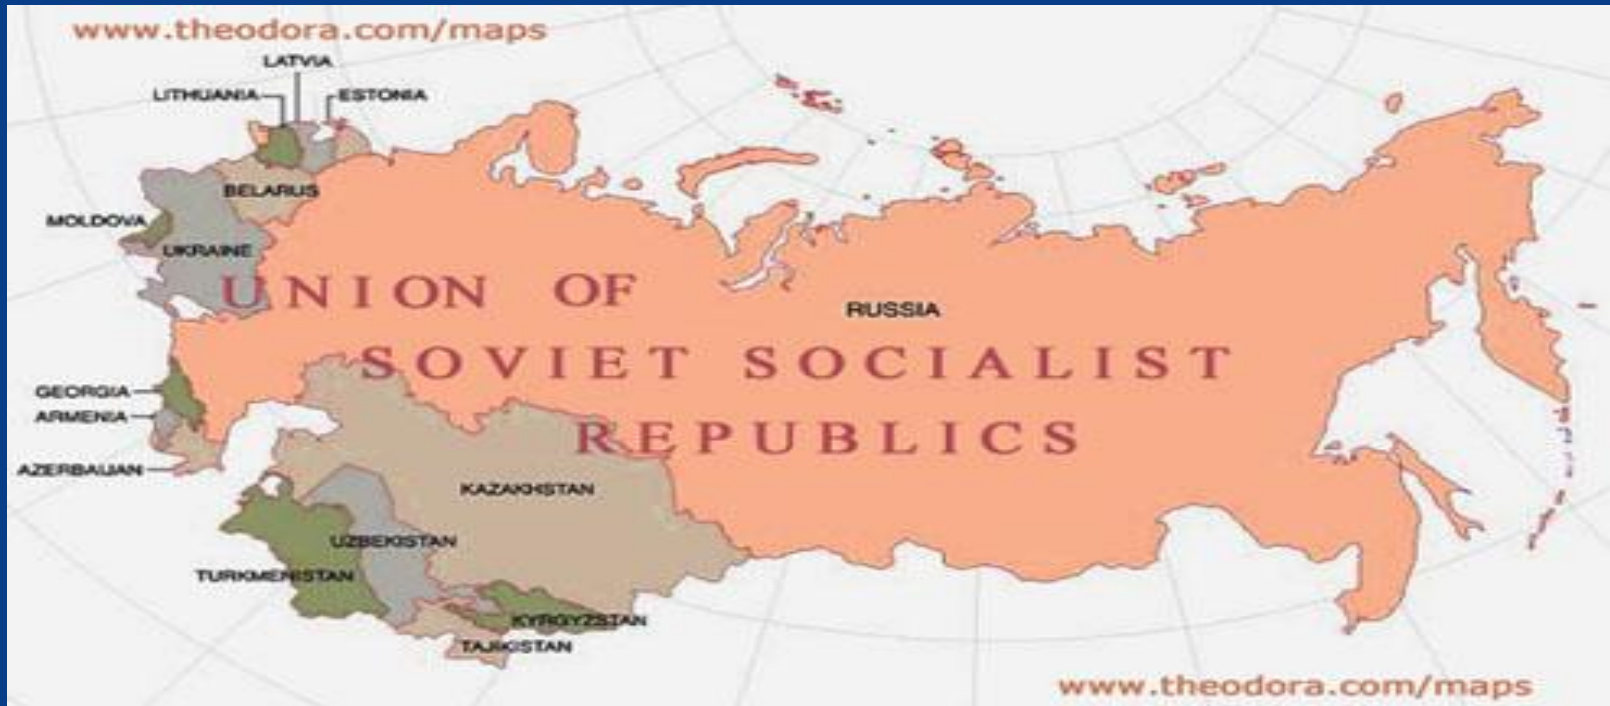 www.theodora.com/maps
LATVIA
LITHUANIA
ESTONIA
BELARUS
MOLDOVA
UKRAINE
UNION OF
RUSSIA
SOVIET SOCIALIST
GEORGIA
ARMENIA
REPUBLICS
AZERBAIJAN
KAZAKHSTAN
UZBEKISTAN
TURKMENISTAN
KYRGYZSTAN
TAJIKISTAN
www.theodora.com/maps